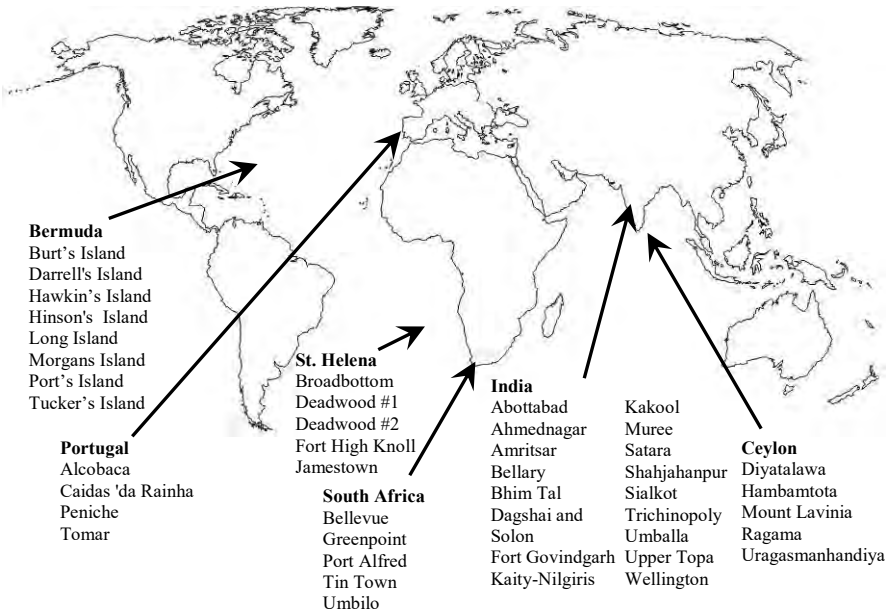 Bermuda
Burt’s Island
Darrell's Island
Hawkin’s Island
Hinson's Island
Long Island
Morgans Island
Port’s Island
Tucker’s Island
Portugal
Alcobaca
Caidas 'da Rainha
Peniche
Tomar
St. Helena
Broadbottom
Deadwood #1
Deadwood #2
Fort High Knoll
Jamestown
South Africa
Bellevue
Greenpoint
Port Alfred
Tin Town
Umbilo
India
Abottabad
Ahmednagar
Amritsar
Bellary
Bhim Tal
Dagshai and
Solon
Fort Govindgarh
Kaity-Nilgiris
Kakool
Muree
Satara
Shahjahanpur
Sialkot
Trichinopoly
Umballa
Upper Topa
Wellington
Ceylon
Diyatalawa
Hambamtota
Mount Lavinia
Ragama
Uragasmanhandiya